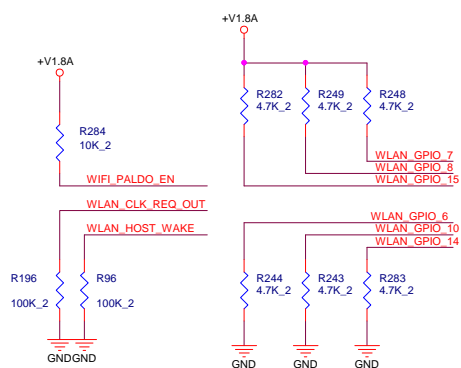 +V1.8A
+V1.8A
R284
10K_2
R282
4.7K_2
R249
4.7K_2
R248
4.7K_2
WLAN_GPIO_7
WLAN_GPIO_8
WLAN_GPIO_15
WIFI_PALDO_EN
WLAN_CLK_REQ_OUT
WLAN_HOST_WAKE
WLAN_GPIO_6
WLAN_GPIO_10
WLAN_GPIO_14
R196
100K_2
R96
100K_2
R244
4.7K_2
R243
4.7K_2
R283
4.7K_2
GND
GND
GND
GND
GND